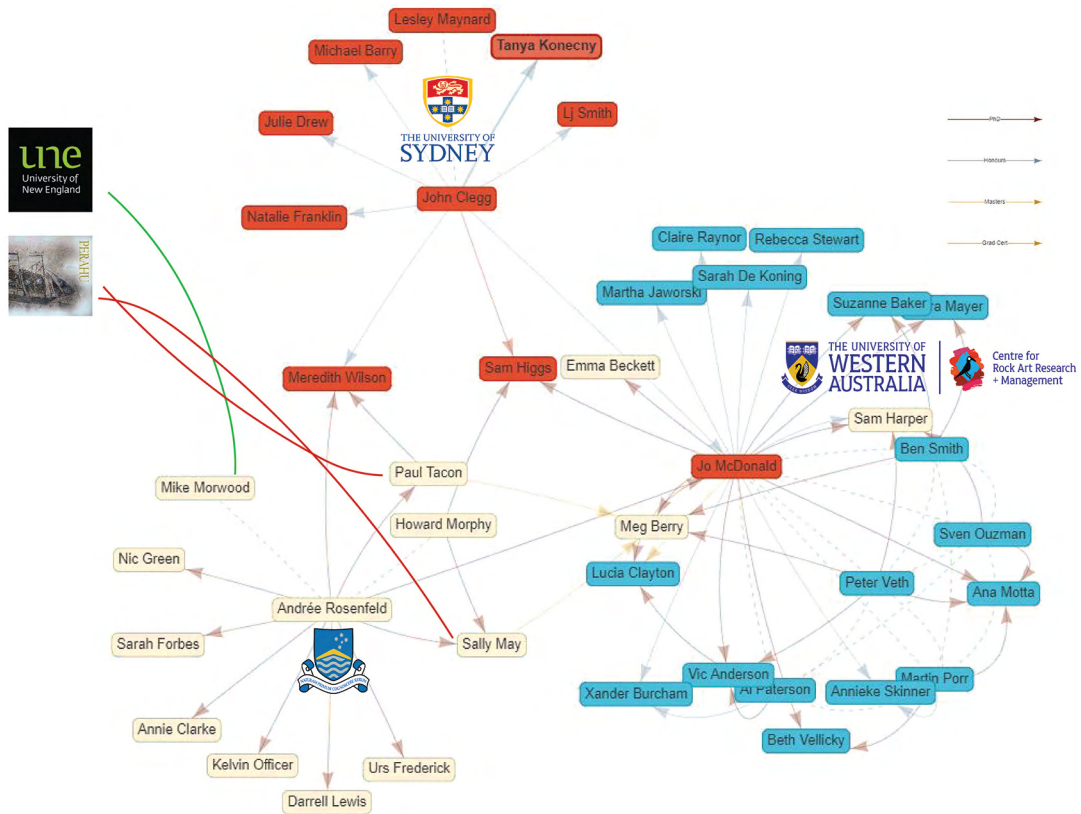 Lesley Maynard
Michael Barry
Tanya Konecny
Julie Drew
Lj Smith
THE UNIVERSITY OF
SYDNEY
une
University of
New England
John Clegg
Natalie Franklin
PERAHU
PhD
Honours
Masters
Grad Cert
Claire Raynor
Rebecca Stewart
Sarah De Koning
Martha Jaworski
Suzanne Baker
ra Mayer
THE UNIVERSITY OF
WESTERN
AUSTRALIA
Centre for
Rock Art Research
+ Management
Meredith Wilson
Sam Higgs
Emma Beckett
Sam Harper
Ben Smith
Jo McDonald
Paul Tacon
Mike Morwood
Howard Morphy
Meg Berry
Sven Ouzman
Nic Green
Lucia Clayton
Peter Veth
Ana Motta
Andrée Rosenfeld
Sarah Forbes
Sally May
Vic Anderson
Al Paterson
Xander Burcham
Annieke Skinner
Martin Porr
Annie Clarke
Beth Vellicky
Kelvin Officer
Urs Frederick
Darrell Lewis